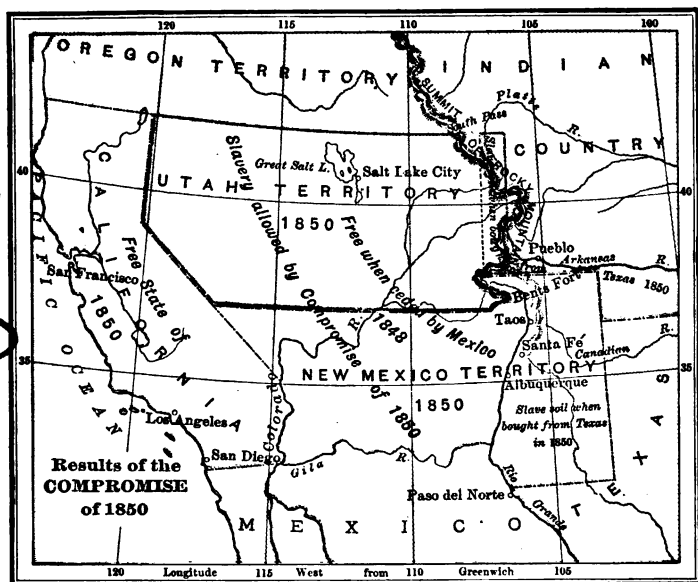 120 115 110 105 100
OREGON TERRITORY
INDIAN
COUNTRY
SUMMIT
South Pass
Platte R.
ROCKY MOUNTAINS
40
40
35
35
Great Salt L.
Salt Lake City
UTAH TERRITORY
1850
Slavery allowed by Compromise of 1850
Free when ceded by Mexico
1848
CALIFORNIA
Free State of
1850
San Francisco
PACIFIC OCEAN
Pueblo
Arkansas R.
Bents Fort
Texas 1850
Taos
Santa Fé
Canadian R.
NEW MEXICO TERRITORY
1850
Albuquerque
Slave soil when
bought from Texas
in 1850
TEXAS
Colorado R.
Los Angeles
San Diego
Gila R.
Paso del Norte
Rio Grande
MEXICO
Results of the
COMPROMISE
of 1850
120 Longitude 115 West from 110 Greenwich 105